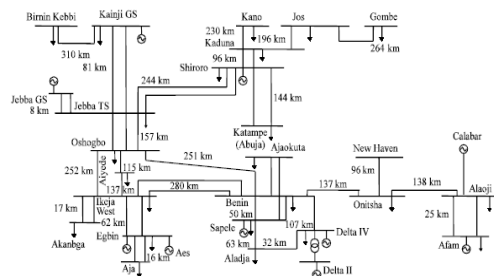 Birnin Kebbi
Kainji GS
Kano
Jos
Gombe
230 km
196 km
Kaduna
310 km
81 km
264 km
Shiroro
96 km
244 km
Jebba GS
8 km
Jebba TS
144 km
157 km
Katampe
(Abuja)
Ajaokuta
New Haven
Calabar
Oshogbo
251 km
96 km
252 km
Aiyede
115 km
137 km
280 km
137 km
138 km
Alaoji
17 km
Ikeja
West
Benin
Onitsha
50 km
107 km
25 km
62 km
Sapele
Delta IV
Akanbga
Egbin
63 km
32 km
Afam
16 km
Aes
Aladja
Aja
Delta II